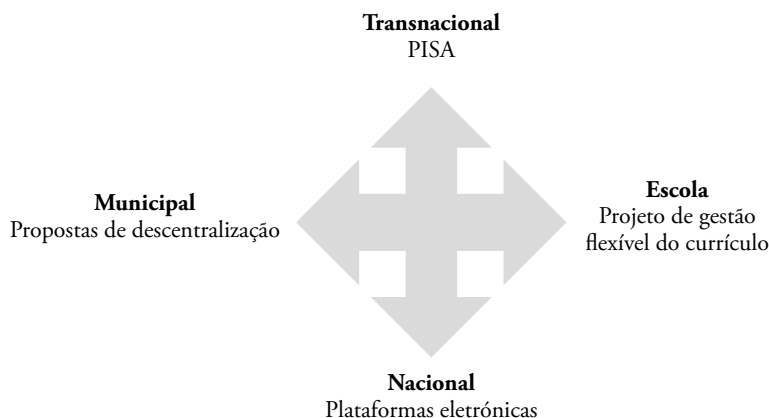 Transnacional
PISA
Municipal
Propostas de descentralização
Escola
Projeto de gestão
flexível do currículo
Nacional
Plataformas eletrónicas